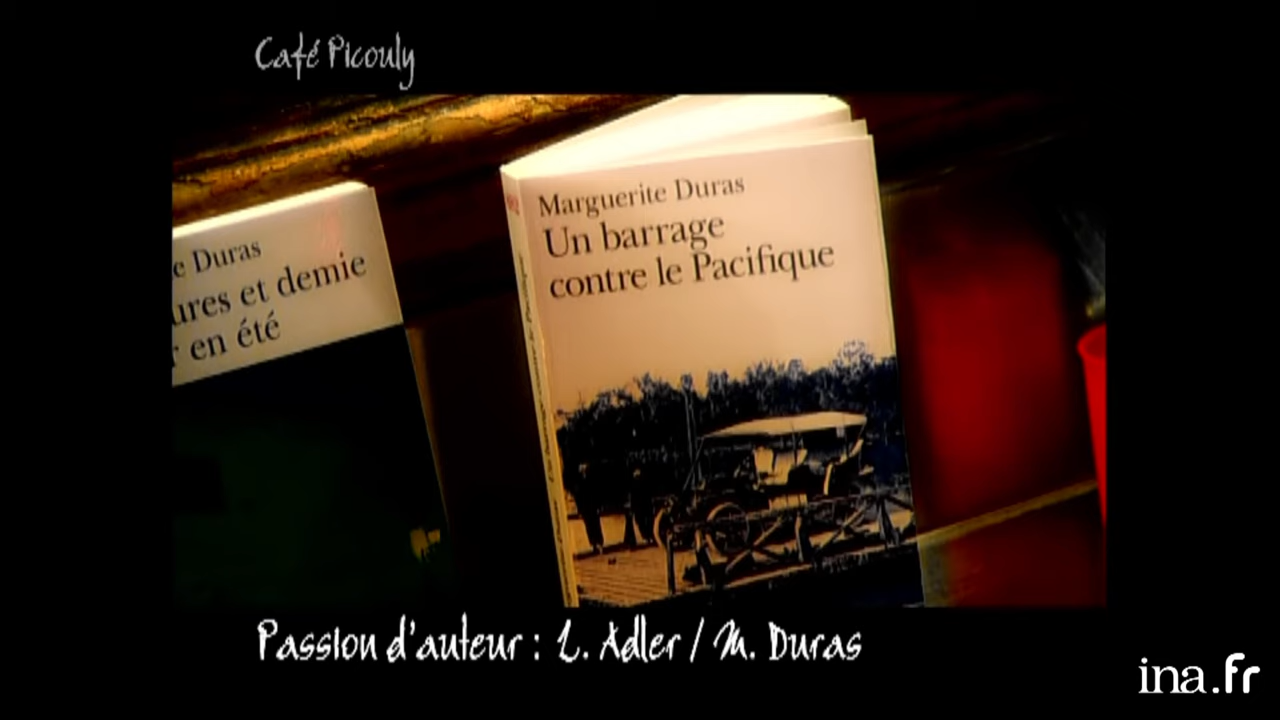 Café Picouly
Marguerite Duras
Un barrage
contre le Pacifique
Duras
ures et demie
en été
Passion d'auteur : L. Adler / M. Duras
ina.fr